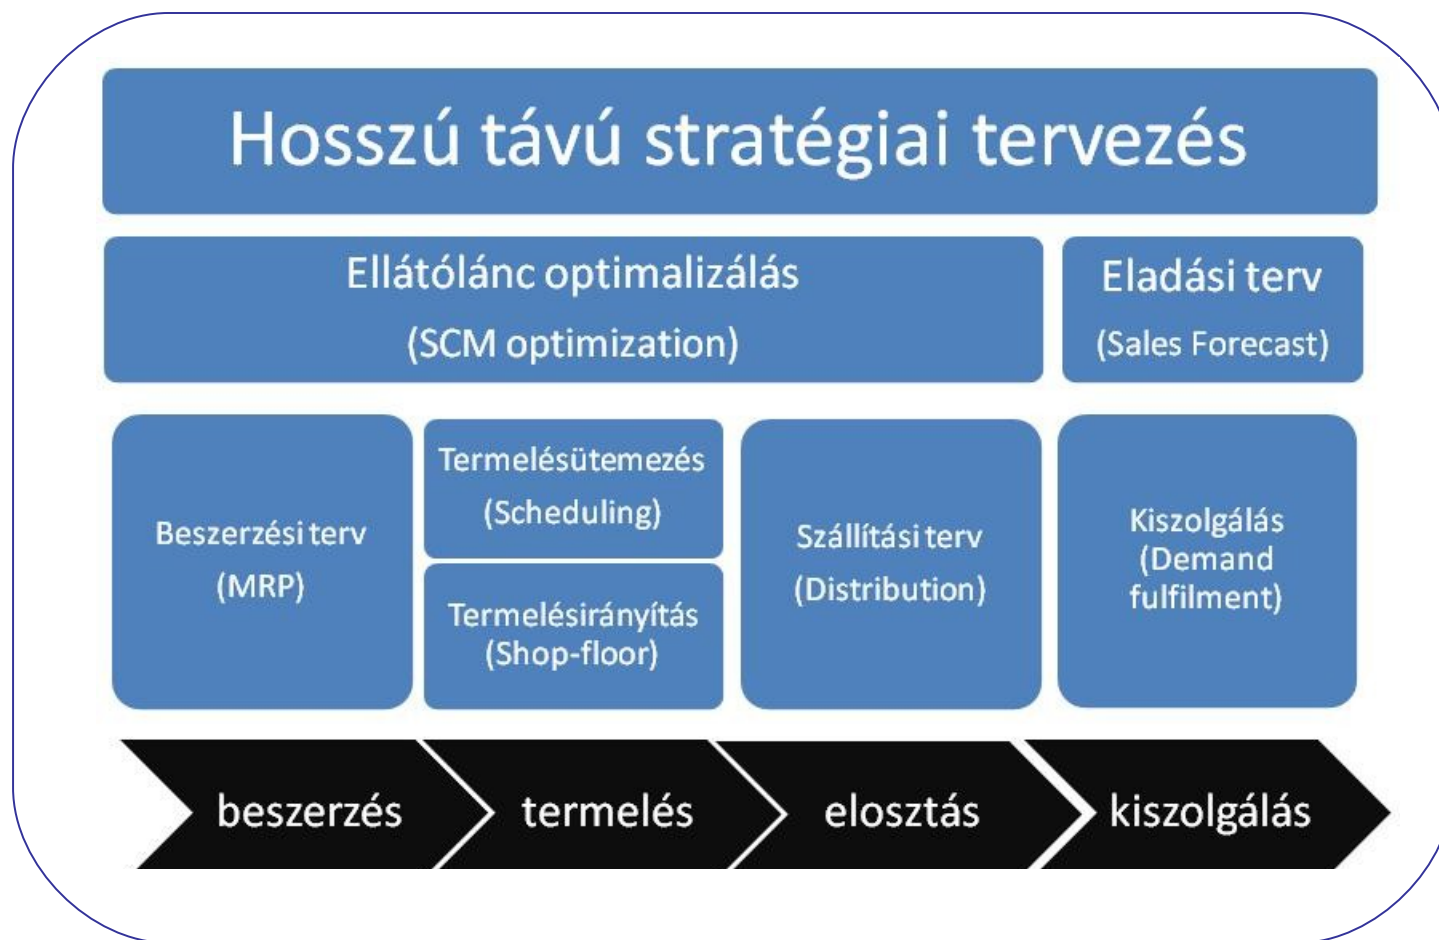 Hosszú távú stratégiai tervezés
Ellátólánc optimalizálás
(SCM optimization)
Eladási terv
(Sales Forecast)
Beszerzési terv
(MRP)
Termelésütemezés
(Scheduling)
Termelésirányítás
(Shop-floor)
Szállítási terv
(Distribution)
Kiszolgálás
(Demand
fulfilment)
beszerzés
termelés
elosztás
kiszolgálás